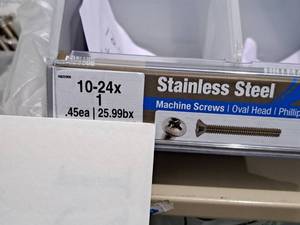 10-24x
1
.45ea | 25.99bx
Stainless Steel
Machine Screws | Oval Head | Phillip